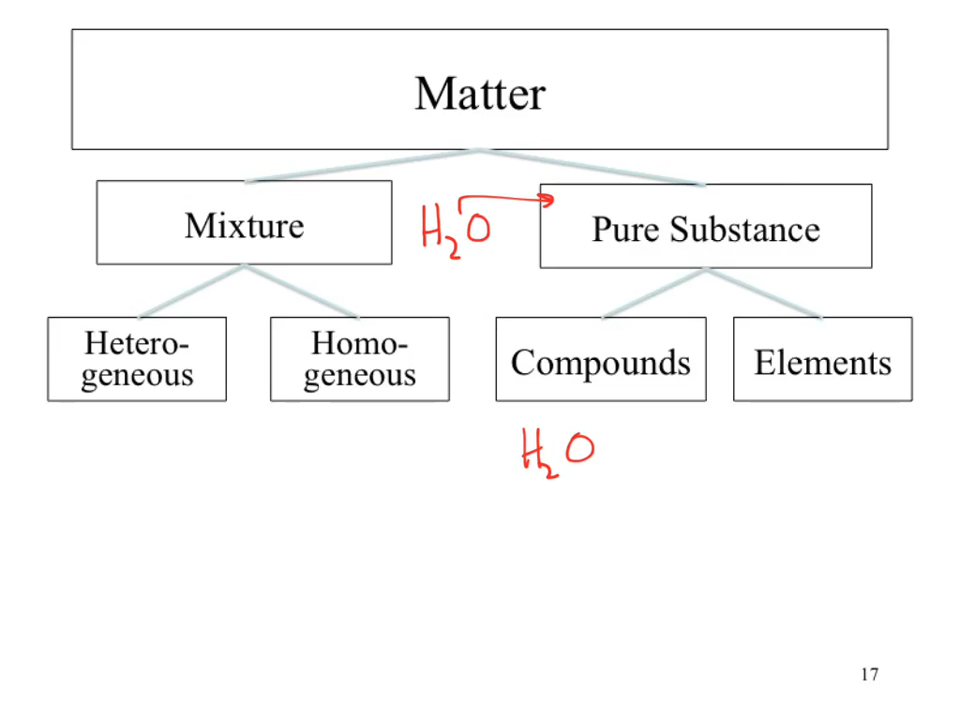 Matter
Mixture
H₂O
Pure Substance
Hetero-
geneous
Homo-
geneous
Compounds
Elements
H₂O
17